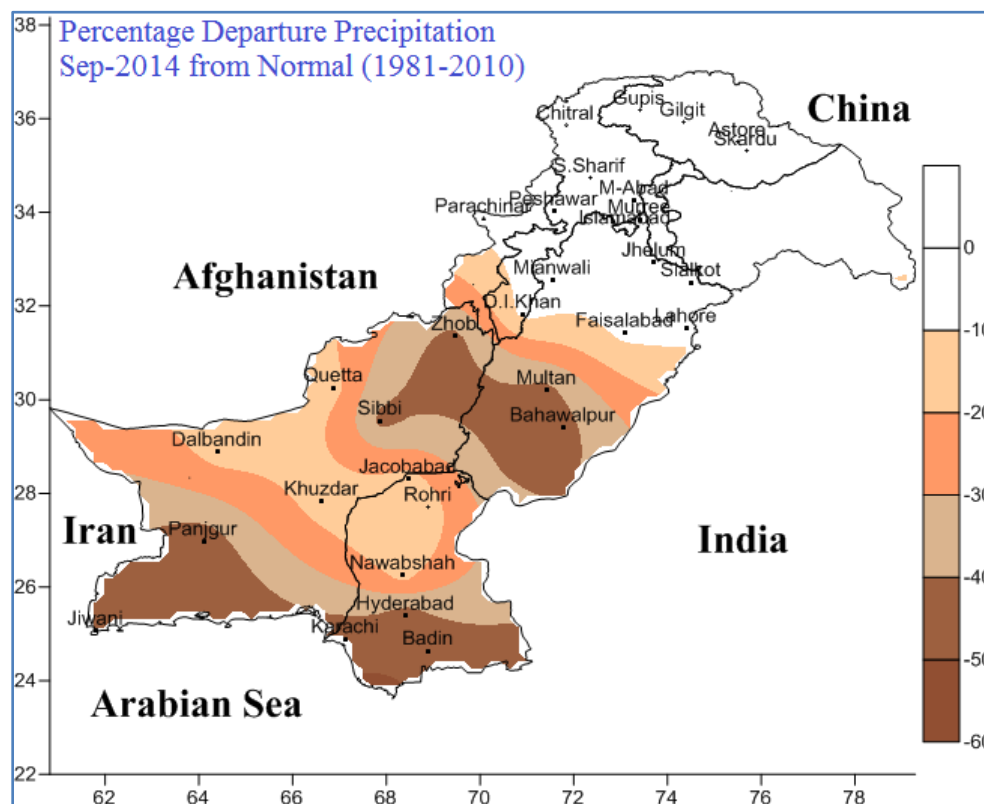 Percentage Departure Precipitation
Sep-2014 from Normal (1981-2010)
38
36
34
32
30
28
26
24
22
62
64
66
68
70
72
74
76
78
China
Afghanistan
Iran
India
Arabian Sea
Gupis
Chitral
Gilgit
Astore
Skardu
S.Sharif
M-Abad
Peshawar
Murree
Parachinar
Islamabad
Jhelum
Mianwali
Sialkot
D.I.Khan
Zhob
Faisalabad
Lahore
Quetta
Multan
Sibbi
Bahawalpur
Dalbandin
Jacobabad
Khuzdar
Rohri
Panjgur
Nawabshah
Hyderabad
Jiwani
Karachi
Badin
0
-10
-20
-30
-40
-50
-60